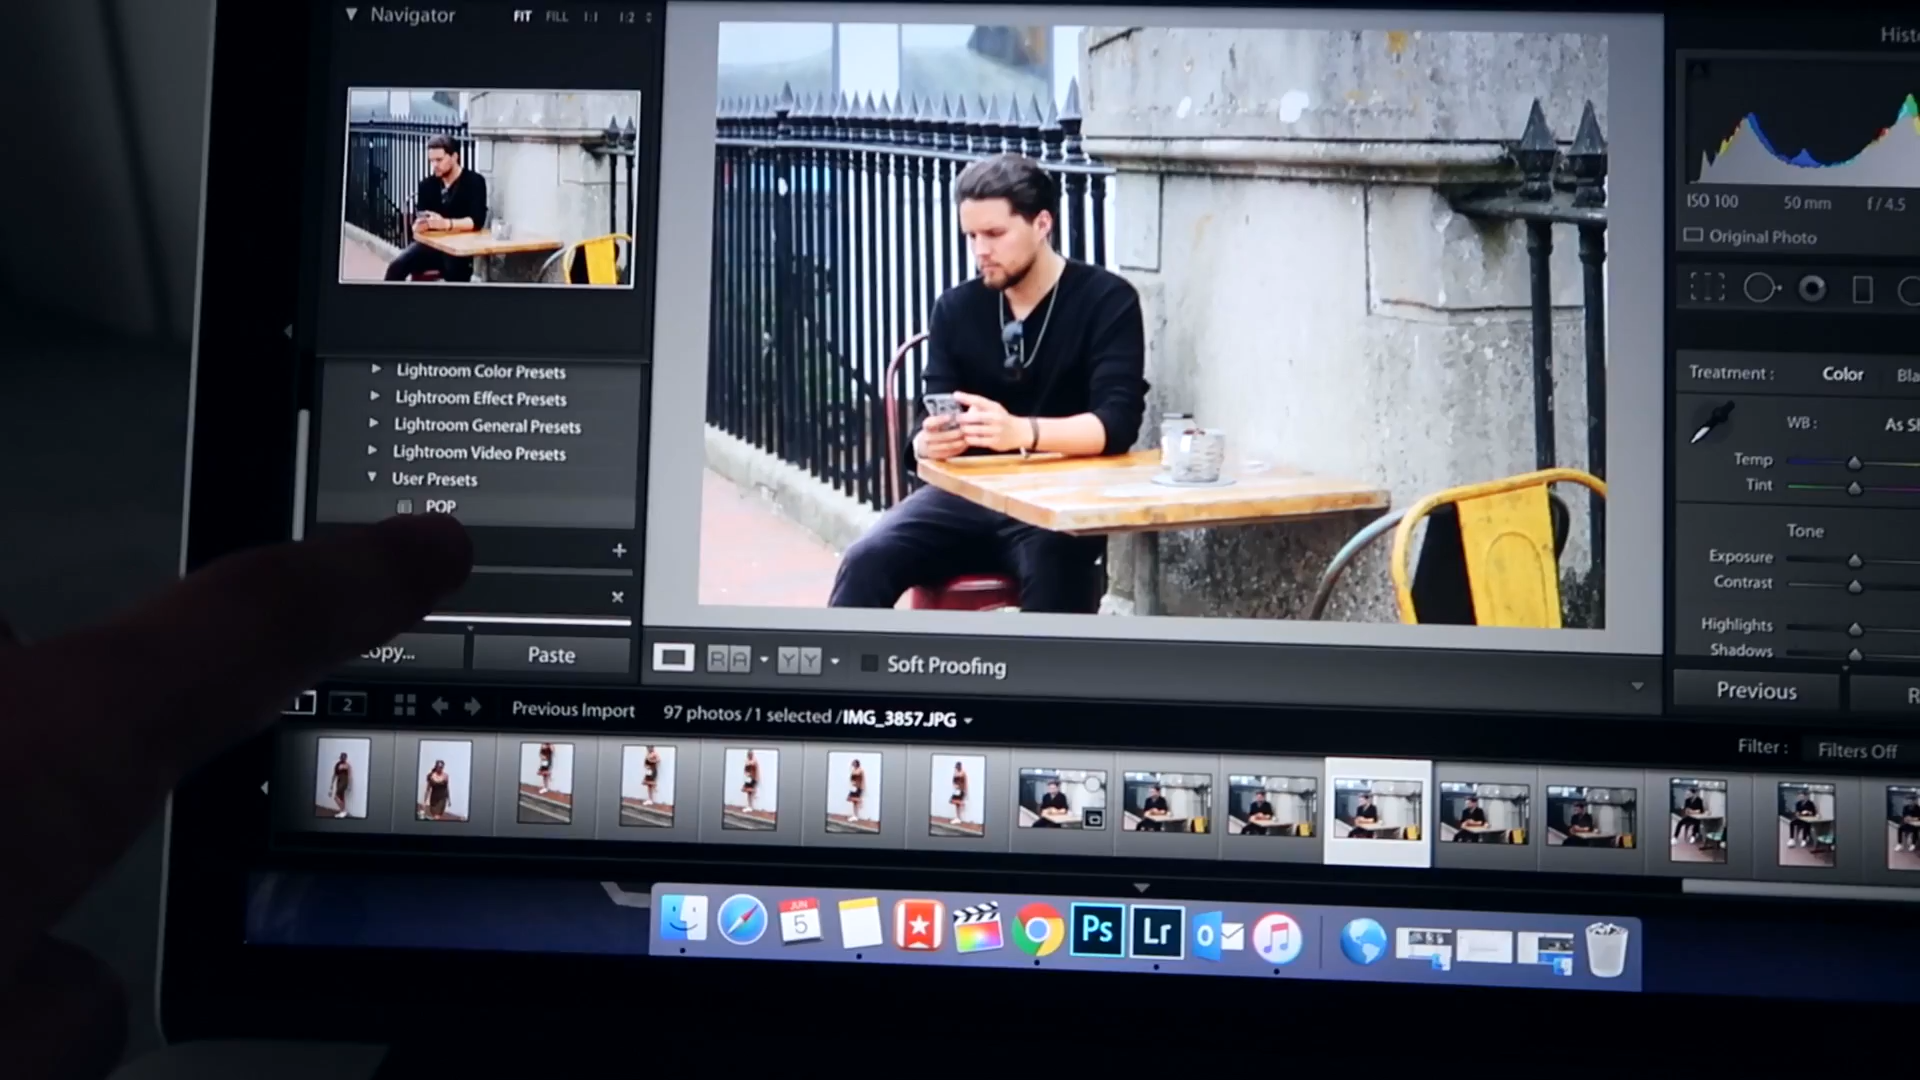 Navigator FIT FILL 1:1 1:2
Lightroom Color Presets
Lightroom Effect Presets
Lightroom General Presets
Lightroom Video Presets
User Presets
POP
Paste
Soft Proofing
2 Previous Import 97 photos / 1 selected / IMG_3857.JPG
ISO 100 50 mm f / 4.5
Original Photo
Treatment : Color
WB :
Temp
Tint
Tone
Exposure
Contrast
Highlights
Shadows
Previous
Filter : Filters Off
JUN
5
Ps
Lr